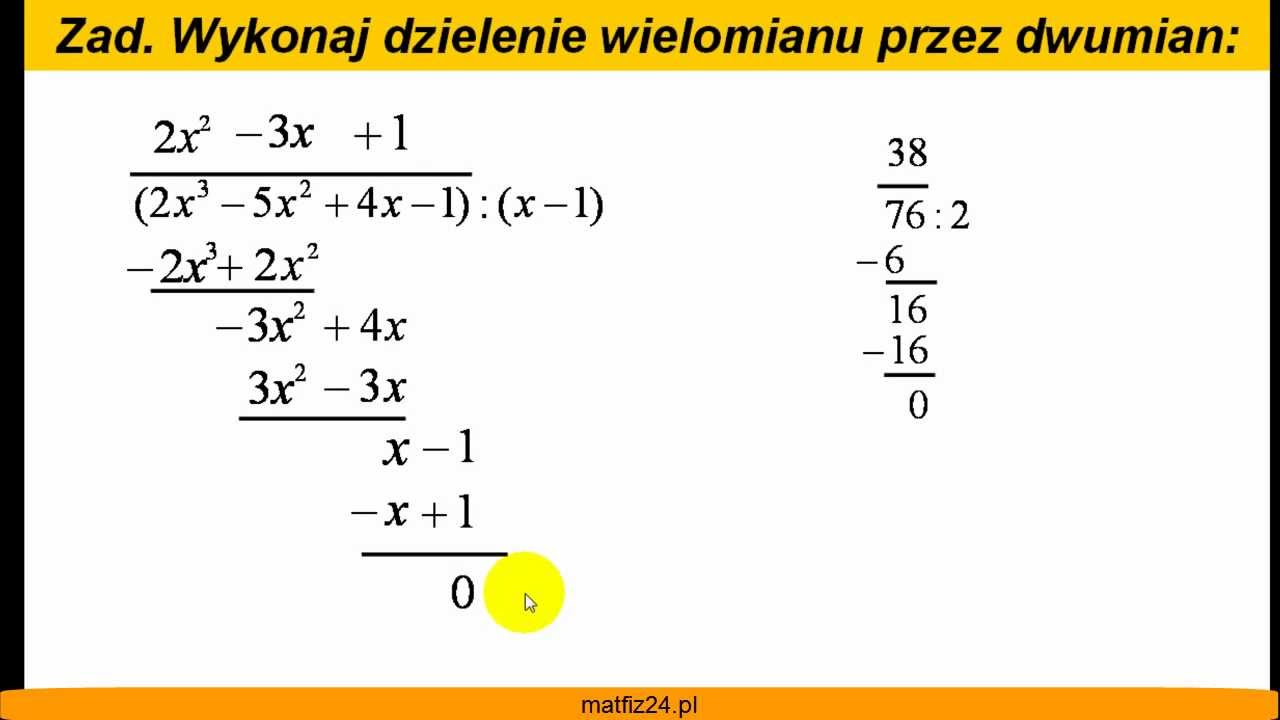 Zad. Wykonaj dzielenie wielomianu przez dwumian:
2x² −3x +1
(2x³ −5x² +4x −1) : (x −1)
−2x³+ 2x²
−3x² +4x
3x² −3x
x −1
−x +1
0
38
76 : 2
−6
16
−16
0
matfiz24.pl